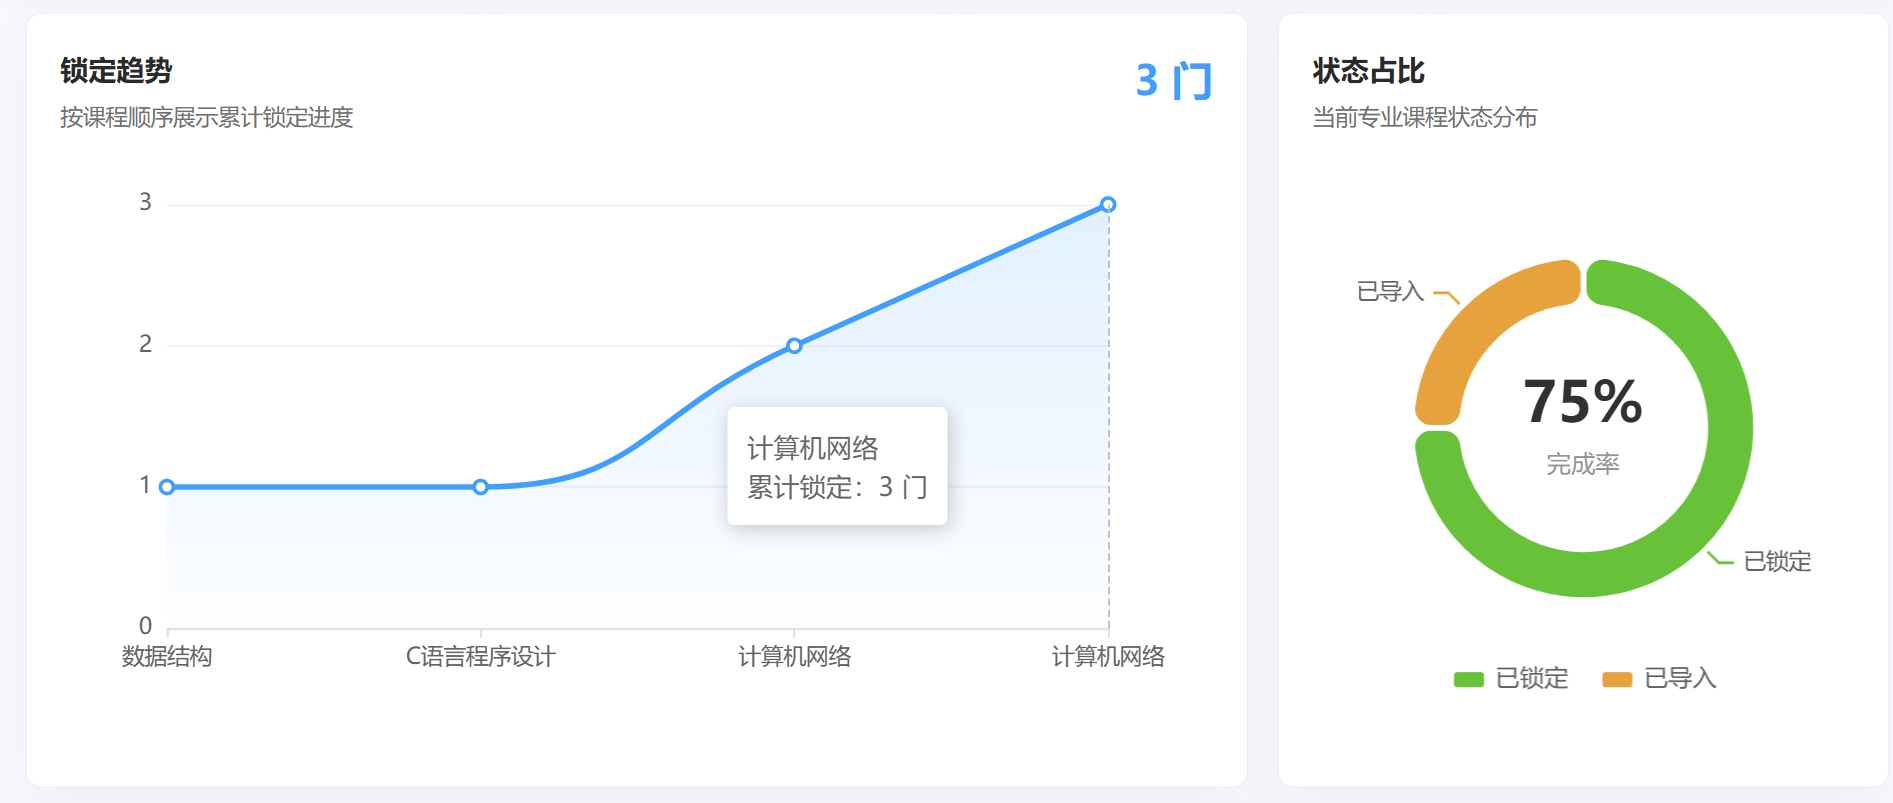 锁定趋势
3 门
按课程顺序展示累计锁定进度
3
2
1
0
计算机网络
累计锁定：3 门
数据结构
C语言程序设计
计算机网络
计算机网络
状态占比
当前专业课程状态分布
已导入
75%
完成率
已锁定
已锁定
已导入